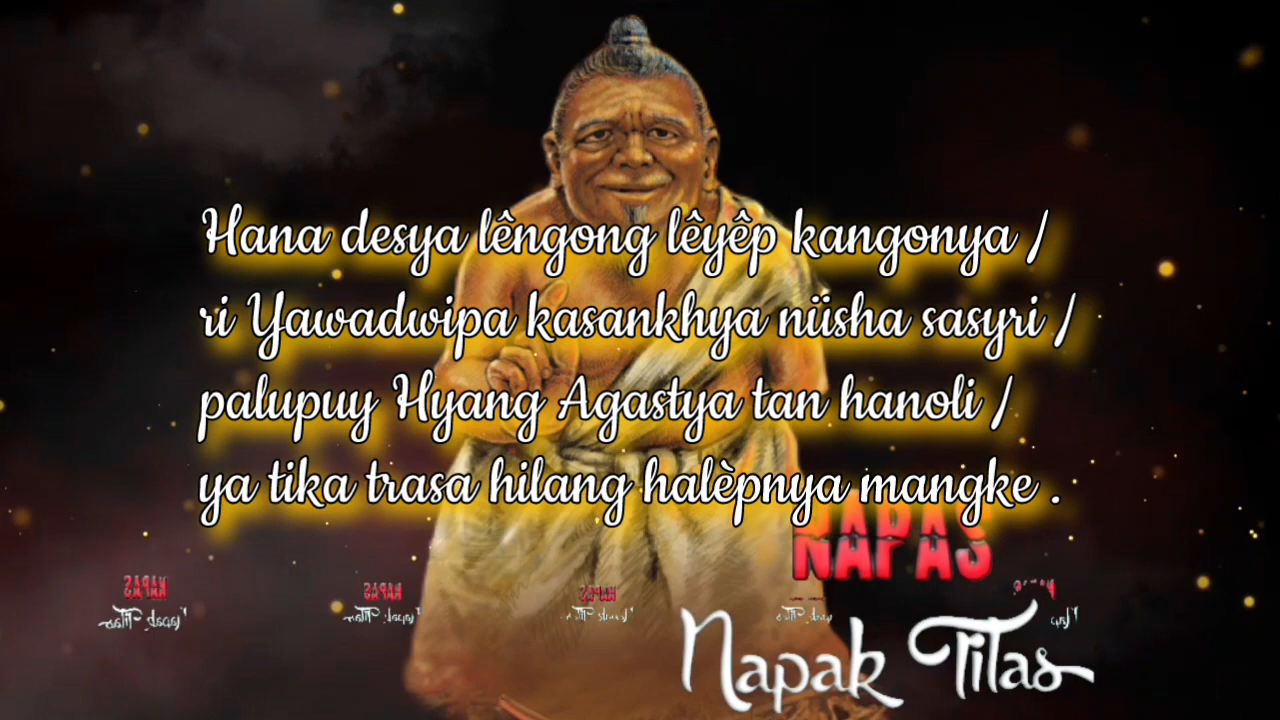 Hana desya lêngong lêyêp kangonya /
ri Yawadwipa kasankhya nüsha sasyri /
palupuy Hyang Agastya tan hanoli /
ya tika trasa hilang halèpnya mangke .
NAPAS
Napak Tilas